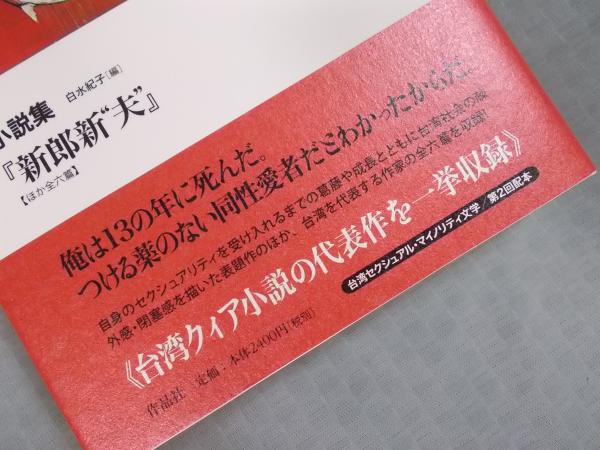 小説集 白水紀子[編]
『新郎新“夫”』
【ほか全六篇】
俺は13の年に死んだ。
つける薬のない同性愛者だとわかったからだ。
自身のセクシュアリティを受け入れるまでの葛藤や成長とともに台湾社会の疎
外感・閉塞感を描いた表題作のほか、台湾を代表する作家の全六篇を収録!
《台湾クィア小説の代表作を一挙収録》
台湾セクシュアル・マイノリティ文学/第2回配本
作品社 定価:本体2400円(税別)